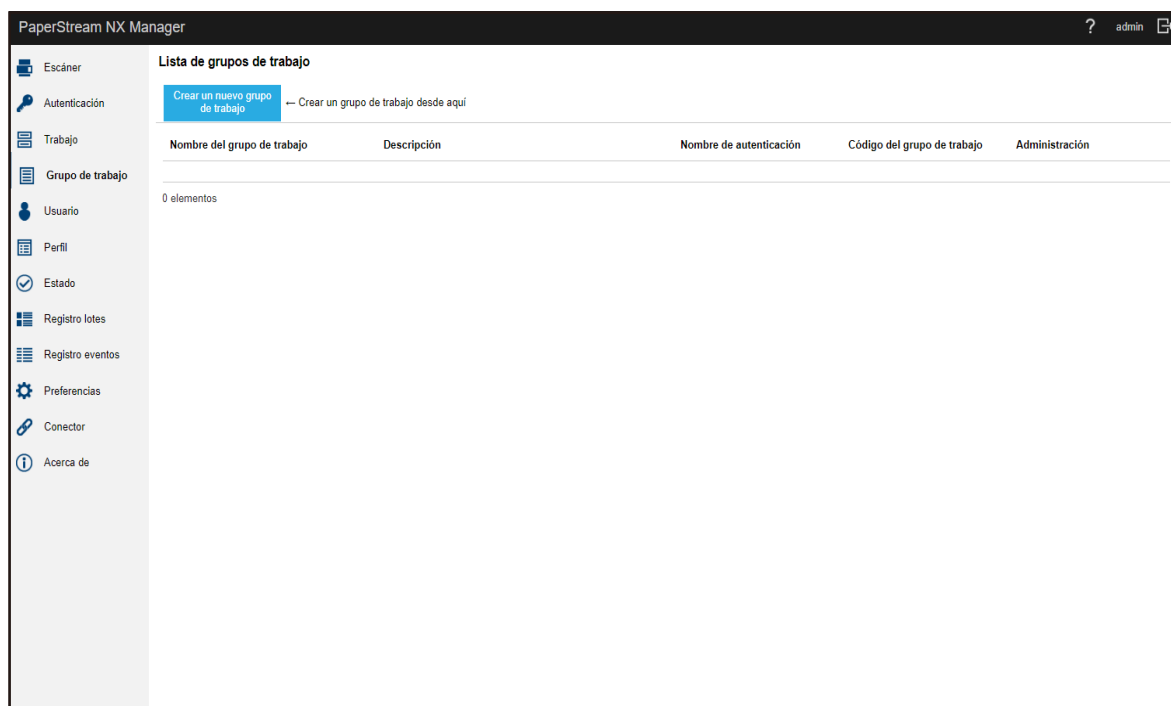 PaperStream NX Manager
? admin
Escáner
Autenticación
Trabajo
Grupo de trabajo
Usuario
Perfil
Estado
Registro lotes
Registro eventos
Preferencias
Conector
Acerca de
Lista de grupos de trabajo
Crear un nuevo grupo
de trabajo
← Crear un grupo de trabajo desde aquí
Nombre del grupo de trabajo Descripción Nombre de autenticación Código del grupo de trabajo Administración
0 elementos